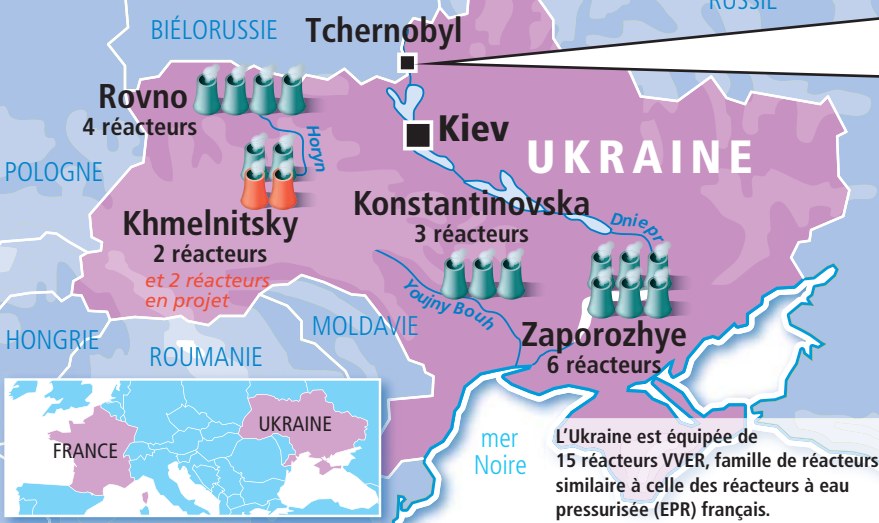 RUSSIE
BIÉLORUSSIE
Tchernobyl
Rovno
4 réacteurs
Horyn
Kiev
UKRAINE
POLOGNE
Khmelnitsky
2 réacteurs
et 2 réacteurs
en projet
Konstantinovska
3 réacteurs
Dniepr
Youjny Bouh
Zaporozhye
6 réacteurs
MOLDAVIE
HONGRIE
ROUMANIE
FRANCE
UKRAINE
mer
Noire
L'Ukraine est équipée de
15 réacteurs VVER, famille de réacteurs
similaire à celle des réacteurs à eau
pressurisée (EPR) français.